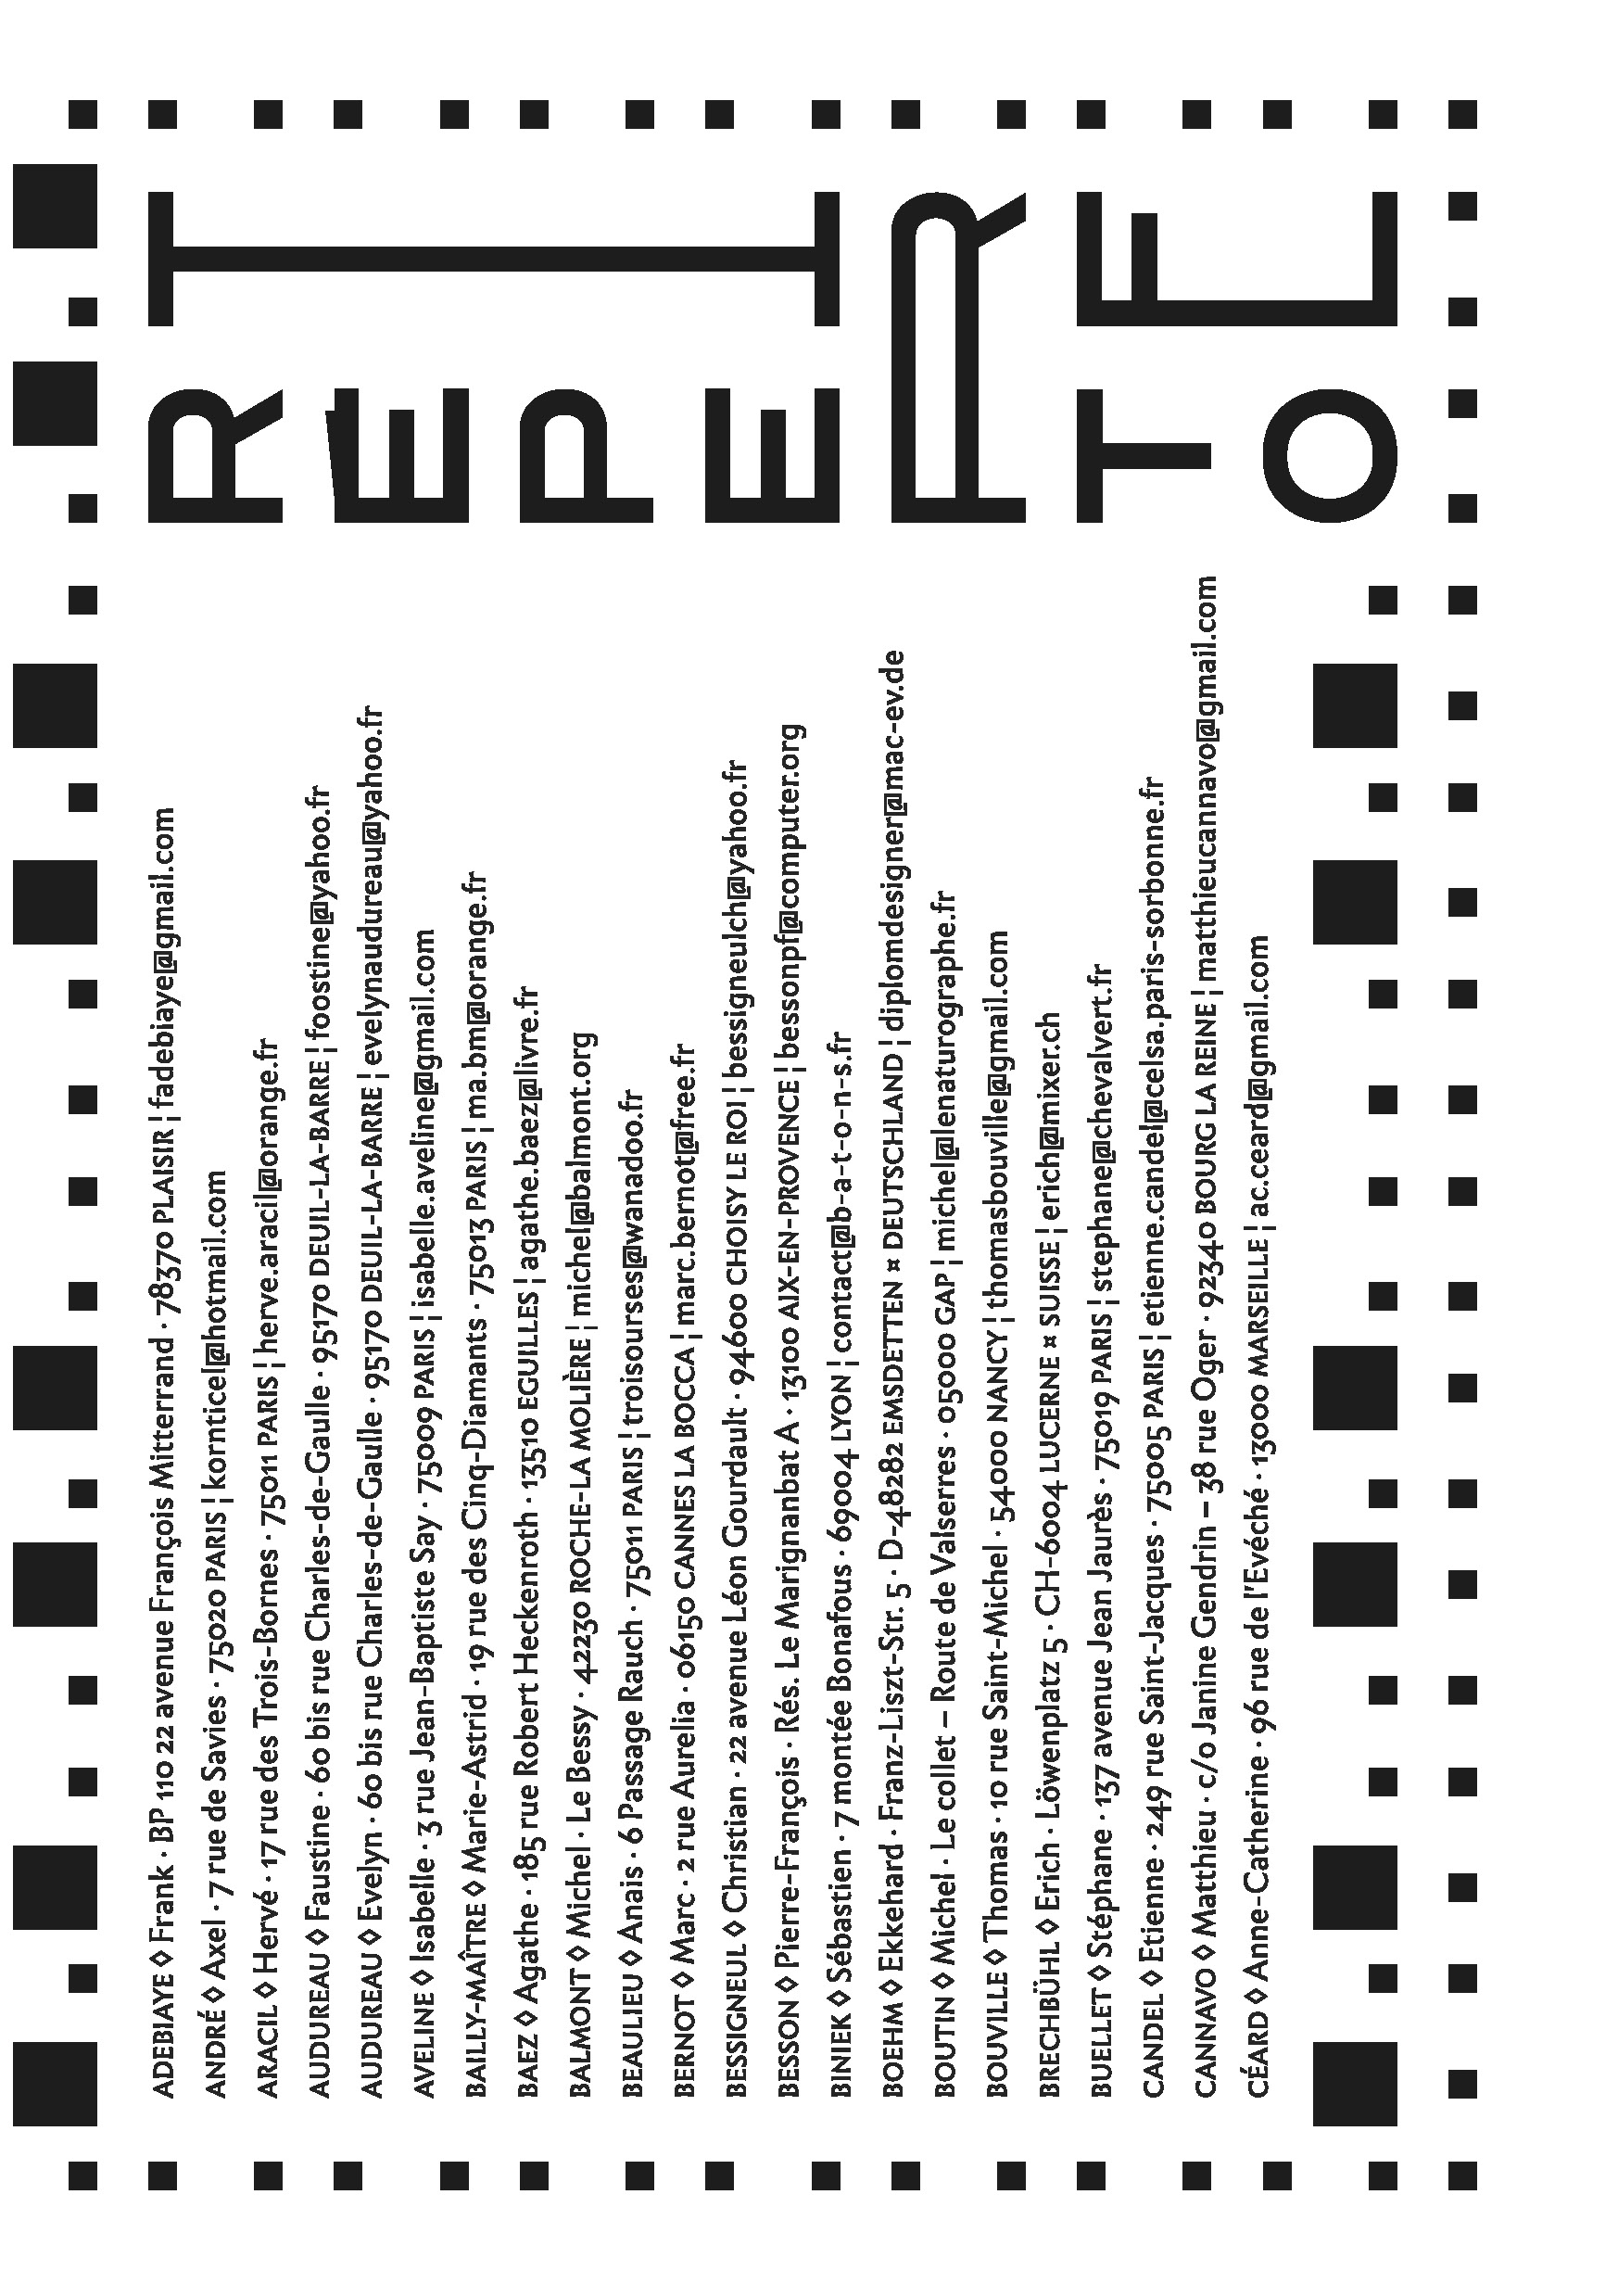 RÉPERTOIRE
ADEBIAYE ◊ Frank · BP 110 22 avenue François Mitterrand · 78370 PLAISIR ¦ fadebiaye@gmail.com
ANDRÉ ◊ Axel · 7 rue de Savies · 75020 PARIS ¦ kornticel@hotmail.com
ARACIL ◊ Hervé · 17 rue des Trois-Bornes · 75011 PARIS ¦ herve.aracil@orange.fr
AUDUREAU ◊ Faustine · 60 bis rue Charles-de-Gaulle · 95170 DEUIL-LA-BARRE ¦ foostine@yahoo.fr
AUDUREAU ◊ Evelyn · 60 bis rue Charles-de-Gaulle · 95170 DEUIL-LA-BARRE ¦ evelynaudureau@yahoo.fr
AVELINE ◊ Isabelle · 3 rue Jean-Baptiste Say · 75009 PARIS ¦ isabelle.aveline@gmail.com
BAILLY-MAÎTRE ◊ Marie-Astrid · 19 rue des Cinq-Diamants · 75013 PARIS ¦ ma.bm@orange.fr
BAEZ ◊ Agathe · 185 rue Robert Heckenroth · 13510 EGUILLES ¦ agathe.baez@livre.fr
BALMONT ◊ Michel · Le Bessy · 42230 ROCHE-LA MOLIÈRE ¦ michel@balmont.org
BEAULIEU ◊ Anais · 6 Passage Rauch · 75011 PARIS ¦ troisourses@wanadoo.fr
BERNOT ◊ Marc · 2 rue Aurelia · 06150 CANNES LA BOCCA ¦ marc.bernot@free.fr
BESSIGNEUL ◊ Christian · 22 avenue Léon Gourdault · 94600 CHOISY LE ROI ¦ bessigneulch@yahoo.fr
BESSON ◊ Pierre-François · Rés. Le Marignanbat A · 13100 AIX-EN-PROVENCE ¦ bessonpf@computer.org
BINIEK ◊ Sébastien · 7 montée Bonafous · 69004 LYON ¦ contact@b-a-t-o-n-s.fr
BOEHM ◊ Ekkehard · Franz-Liszt-Str. 5 · D-48282 EMSDETTEN ¤ DEUTSCHLAND ¦ diplomdesigner@mac-ev.de
BOUTIN ◊ Michel · Le collet – Route de Valserres · 05000 GAP ¦ michel@lenaturographe.fr
BOUVILLE ◊ Thomas · 10 rue Saint-Michel · 54000 NANCY ¦ thomasbouville@gmail.com
BRECHBÜHL ◊ Erich · Löwenplatz 5 · CH-6004 LUCERNE ¤ SUISSE ¦ erich@mixer.ch
BUELLET ◊ Stéphane · 137 avenue Jean Jaurès · 75019 PARIS ¦ stephane@chevalvert.fr
CANDEL ◊ Etienne · 249 rue Saint-Jacques · 75005 PARIS ¦ etienne.candel@celsa.paris-sorbonne.fr
CANNAVO ◊ Matthieu · c/o Janine Gendrin – 38 rue Oger · 92340 BOURG LA REINE ¦ matthieucannavo@gmail.com
CÉARD ◊ Anne-Catherine · 96 rue de l'Evéché · 13000 MARSEILLE ¦ ac.ceard@gmail.com